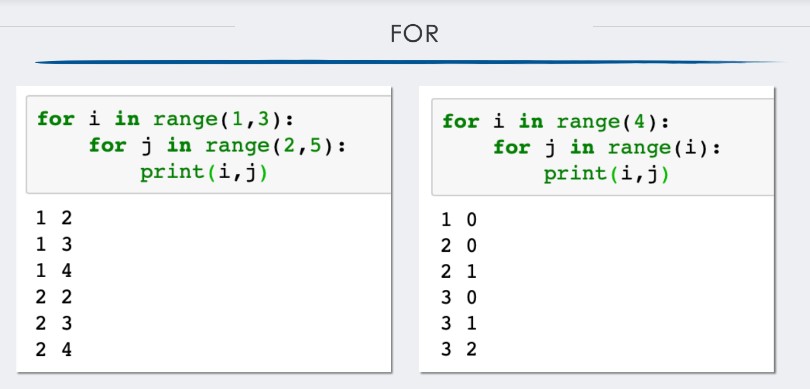 FOR
for i in range(1,3):
    for j in range(2,5):
        print(i,j)
1 2
1 3
1 4
2 2
2 3
2 4
for i in range(4):
    for j in range(i):
        print(i,j)
1 0
2 0
2 1
3 0
3 1
3 2